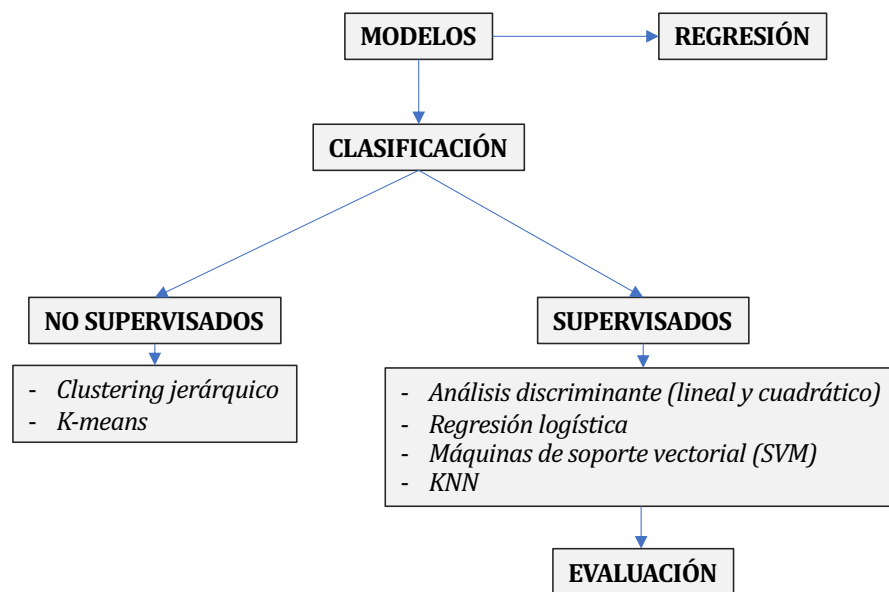 MODELOS
REGRESIÓN
CLASIFICACIÓN
NO SUPERVISADOS
SUPERVISADOS
- Clustering jerárquico
- K-means
- Análisis discriminante (lineal y cuadrático)
- Regresión logística
- Máquinas de soporte vectorial (SVM)
- KNN
EVALUACIÓN